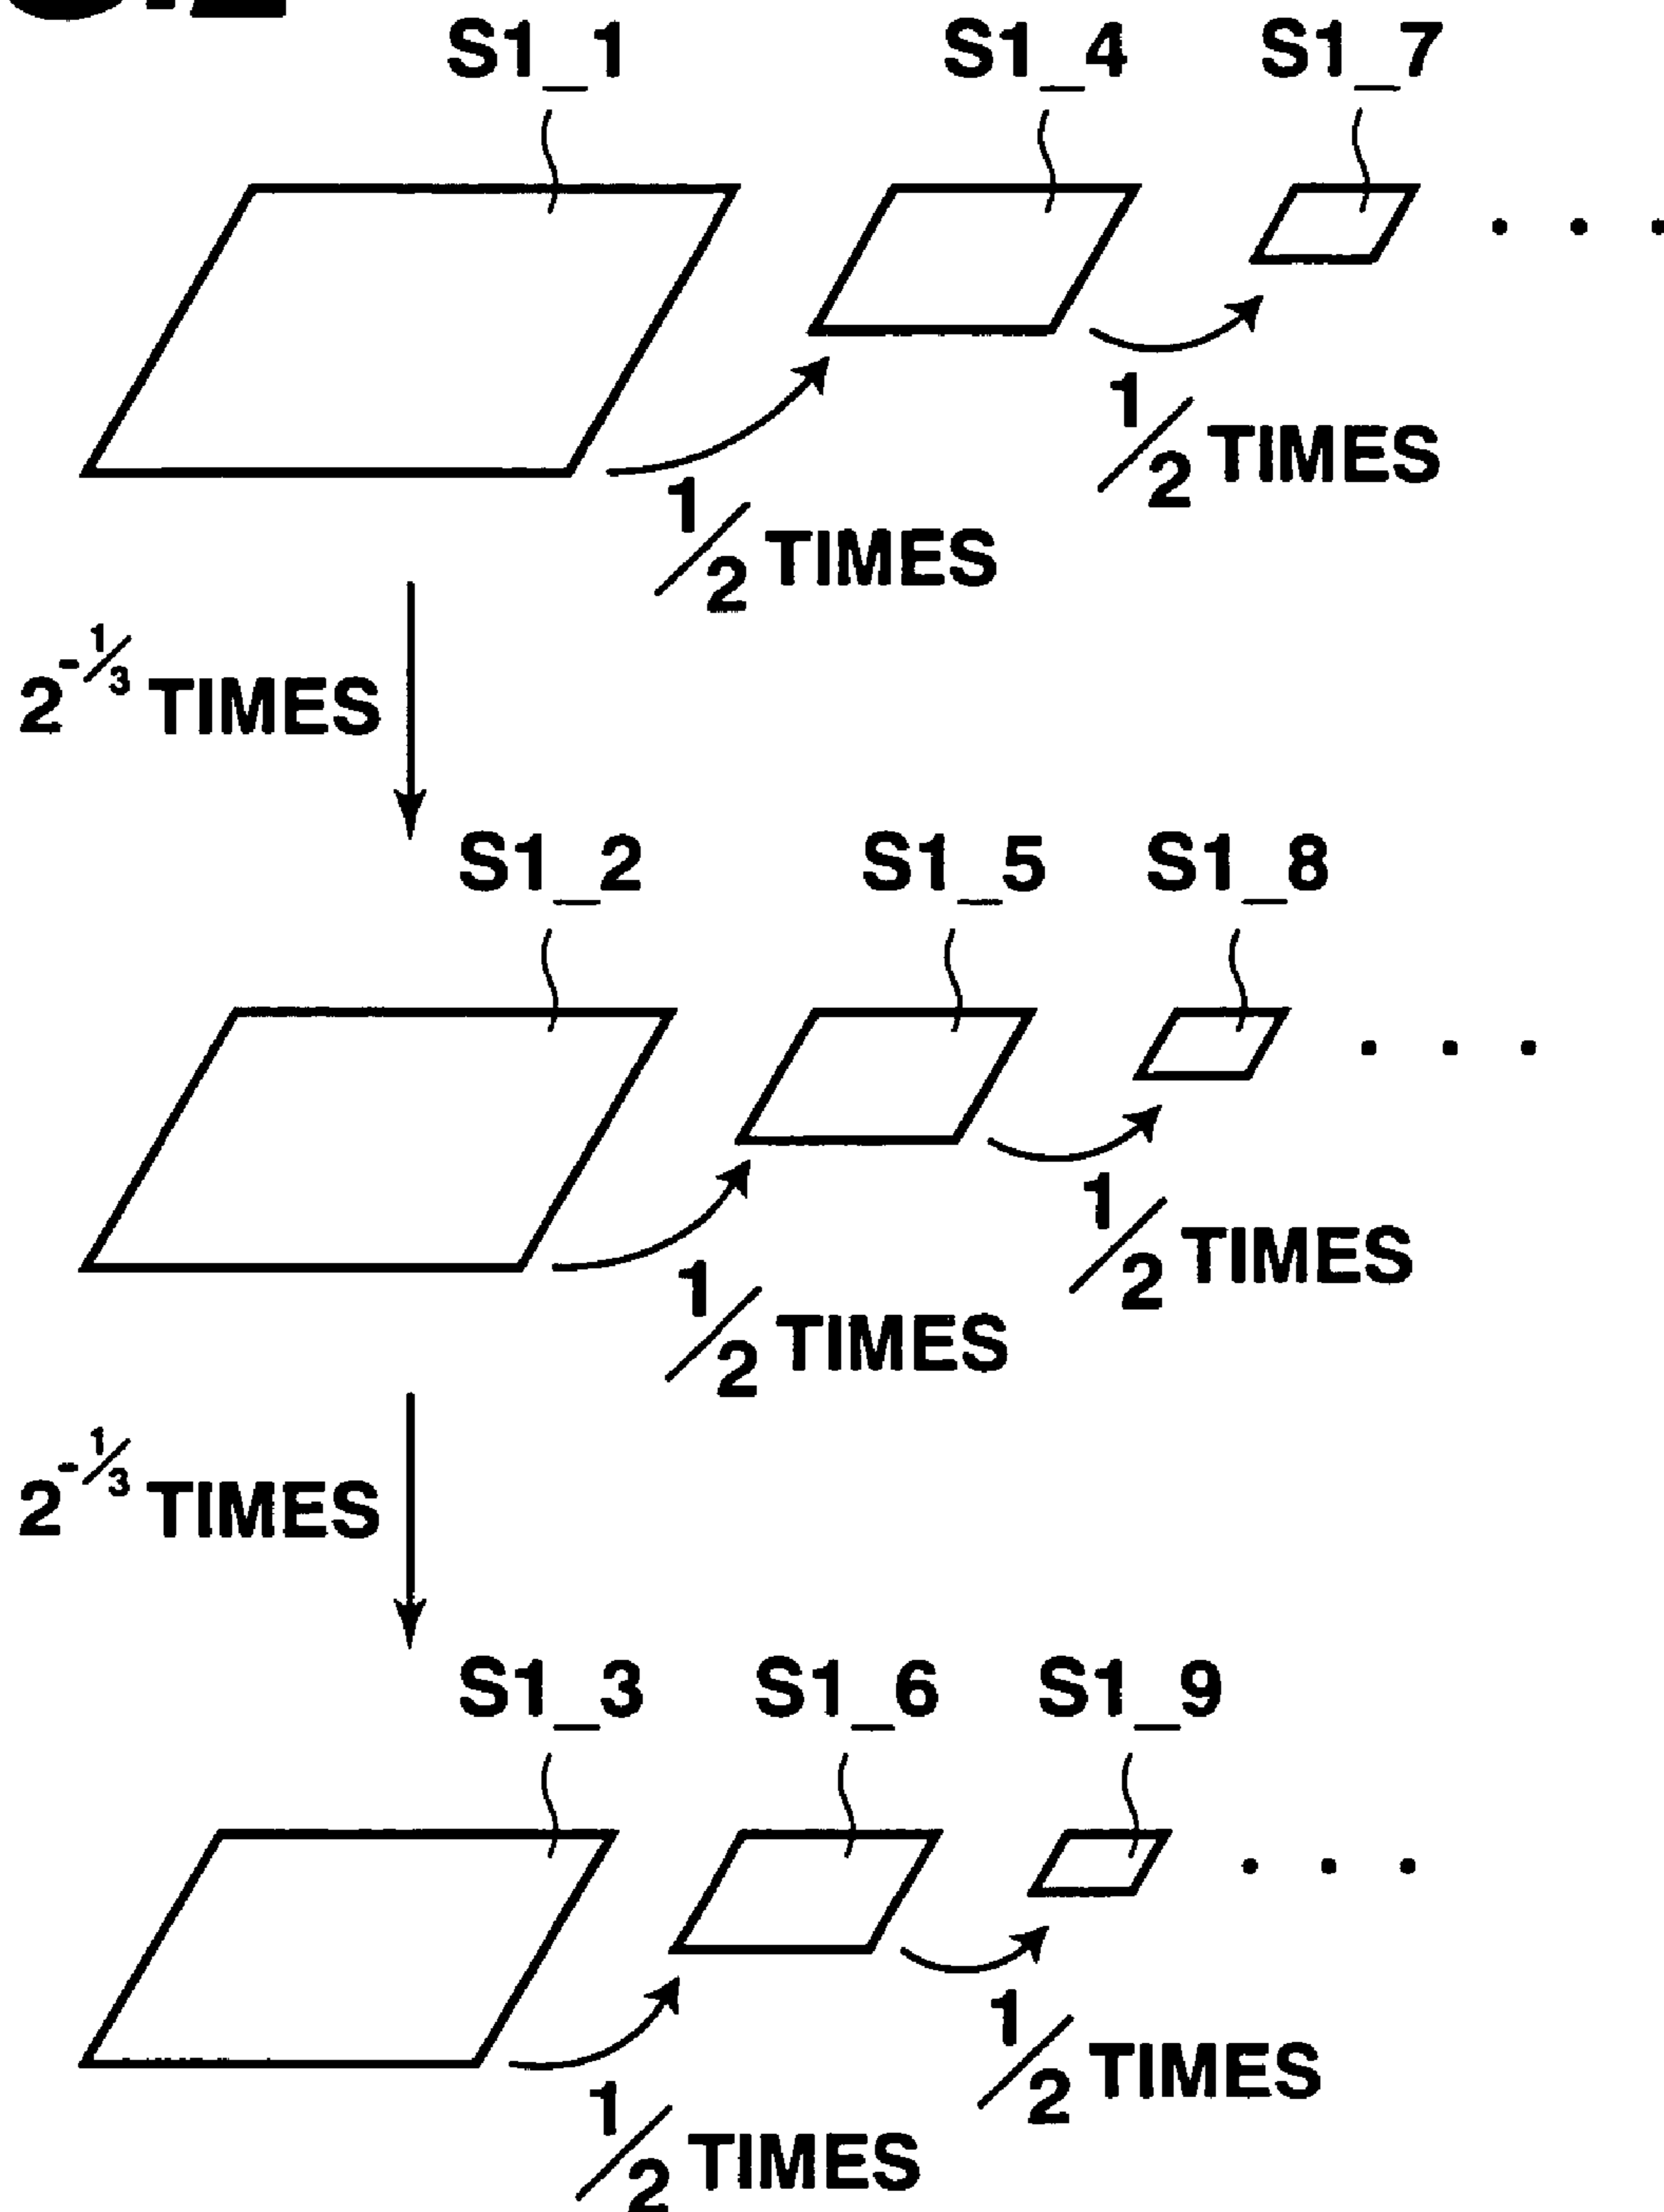 S1_1 S1_4 S1_7
1/2 TIMES
1/2 TIMES
2^-1/3 TIMES
S1_2 S1_5 S1_8
1/2 TIMES
1/2 TIMES
2^-1/3 TIMES
S1_3 S1_6 S1_9
1/2 TIMES
1/2 TIMES